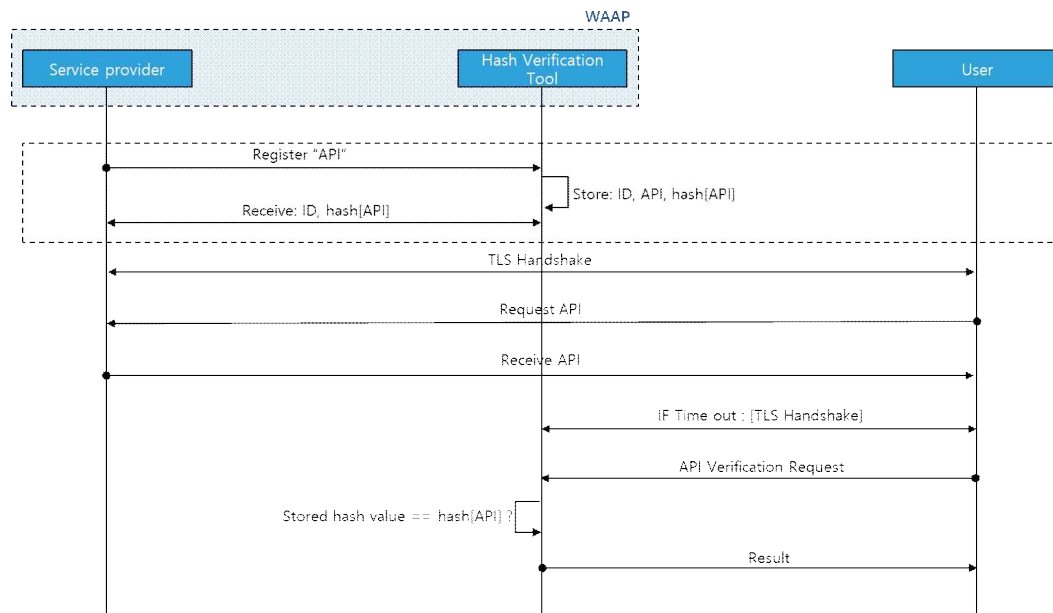 WAAP
Service provider
Hash Verification
Tool
User
Register "API"
Store: ID, API, hash[API]
Receive: ID, hash[API]
TLS Handshake
Request API
Receive API
IF Time out : [TLS Handshake]
API Verification Request
Stored hash value == hash[API] ?
Result